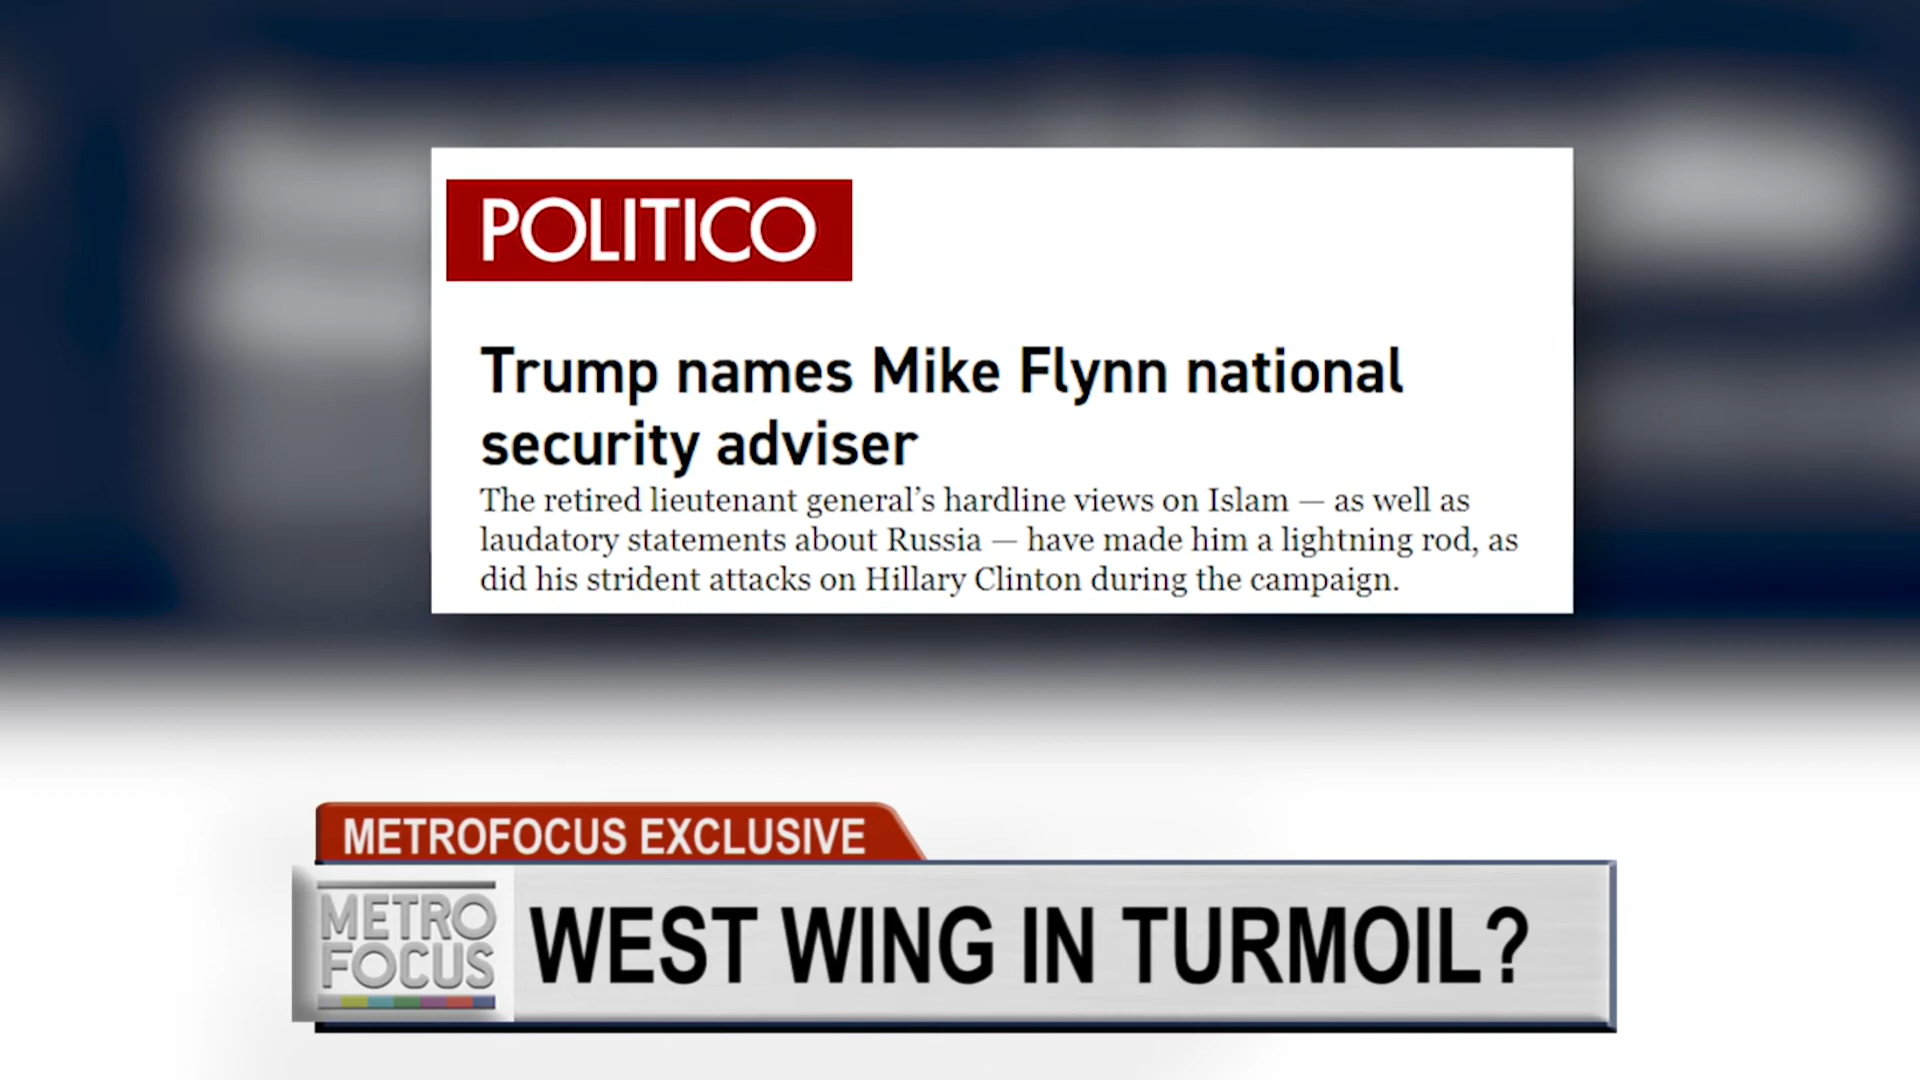 POLITICO
Trump names Mike Flynn national
security adviser
The retired lieutenant general’s hardline views on Islam — as well as
laudatory statements about Russia — have made him a lightning rod, as
did his strident attacks on Hillary Clinton during the campaign.
METROFOCUS EXCLUSIVE
METRO
FOCUS
WEST WING IN TURMOIL?